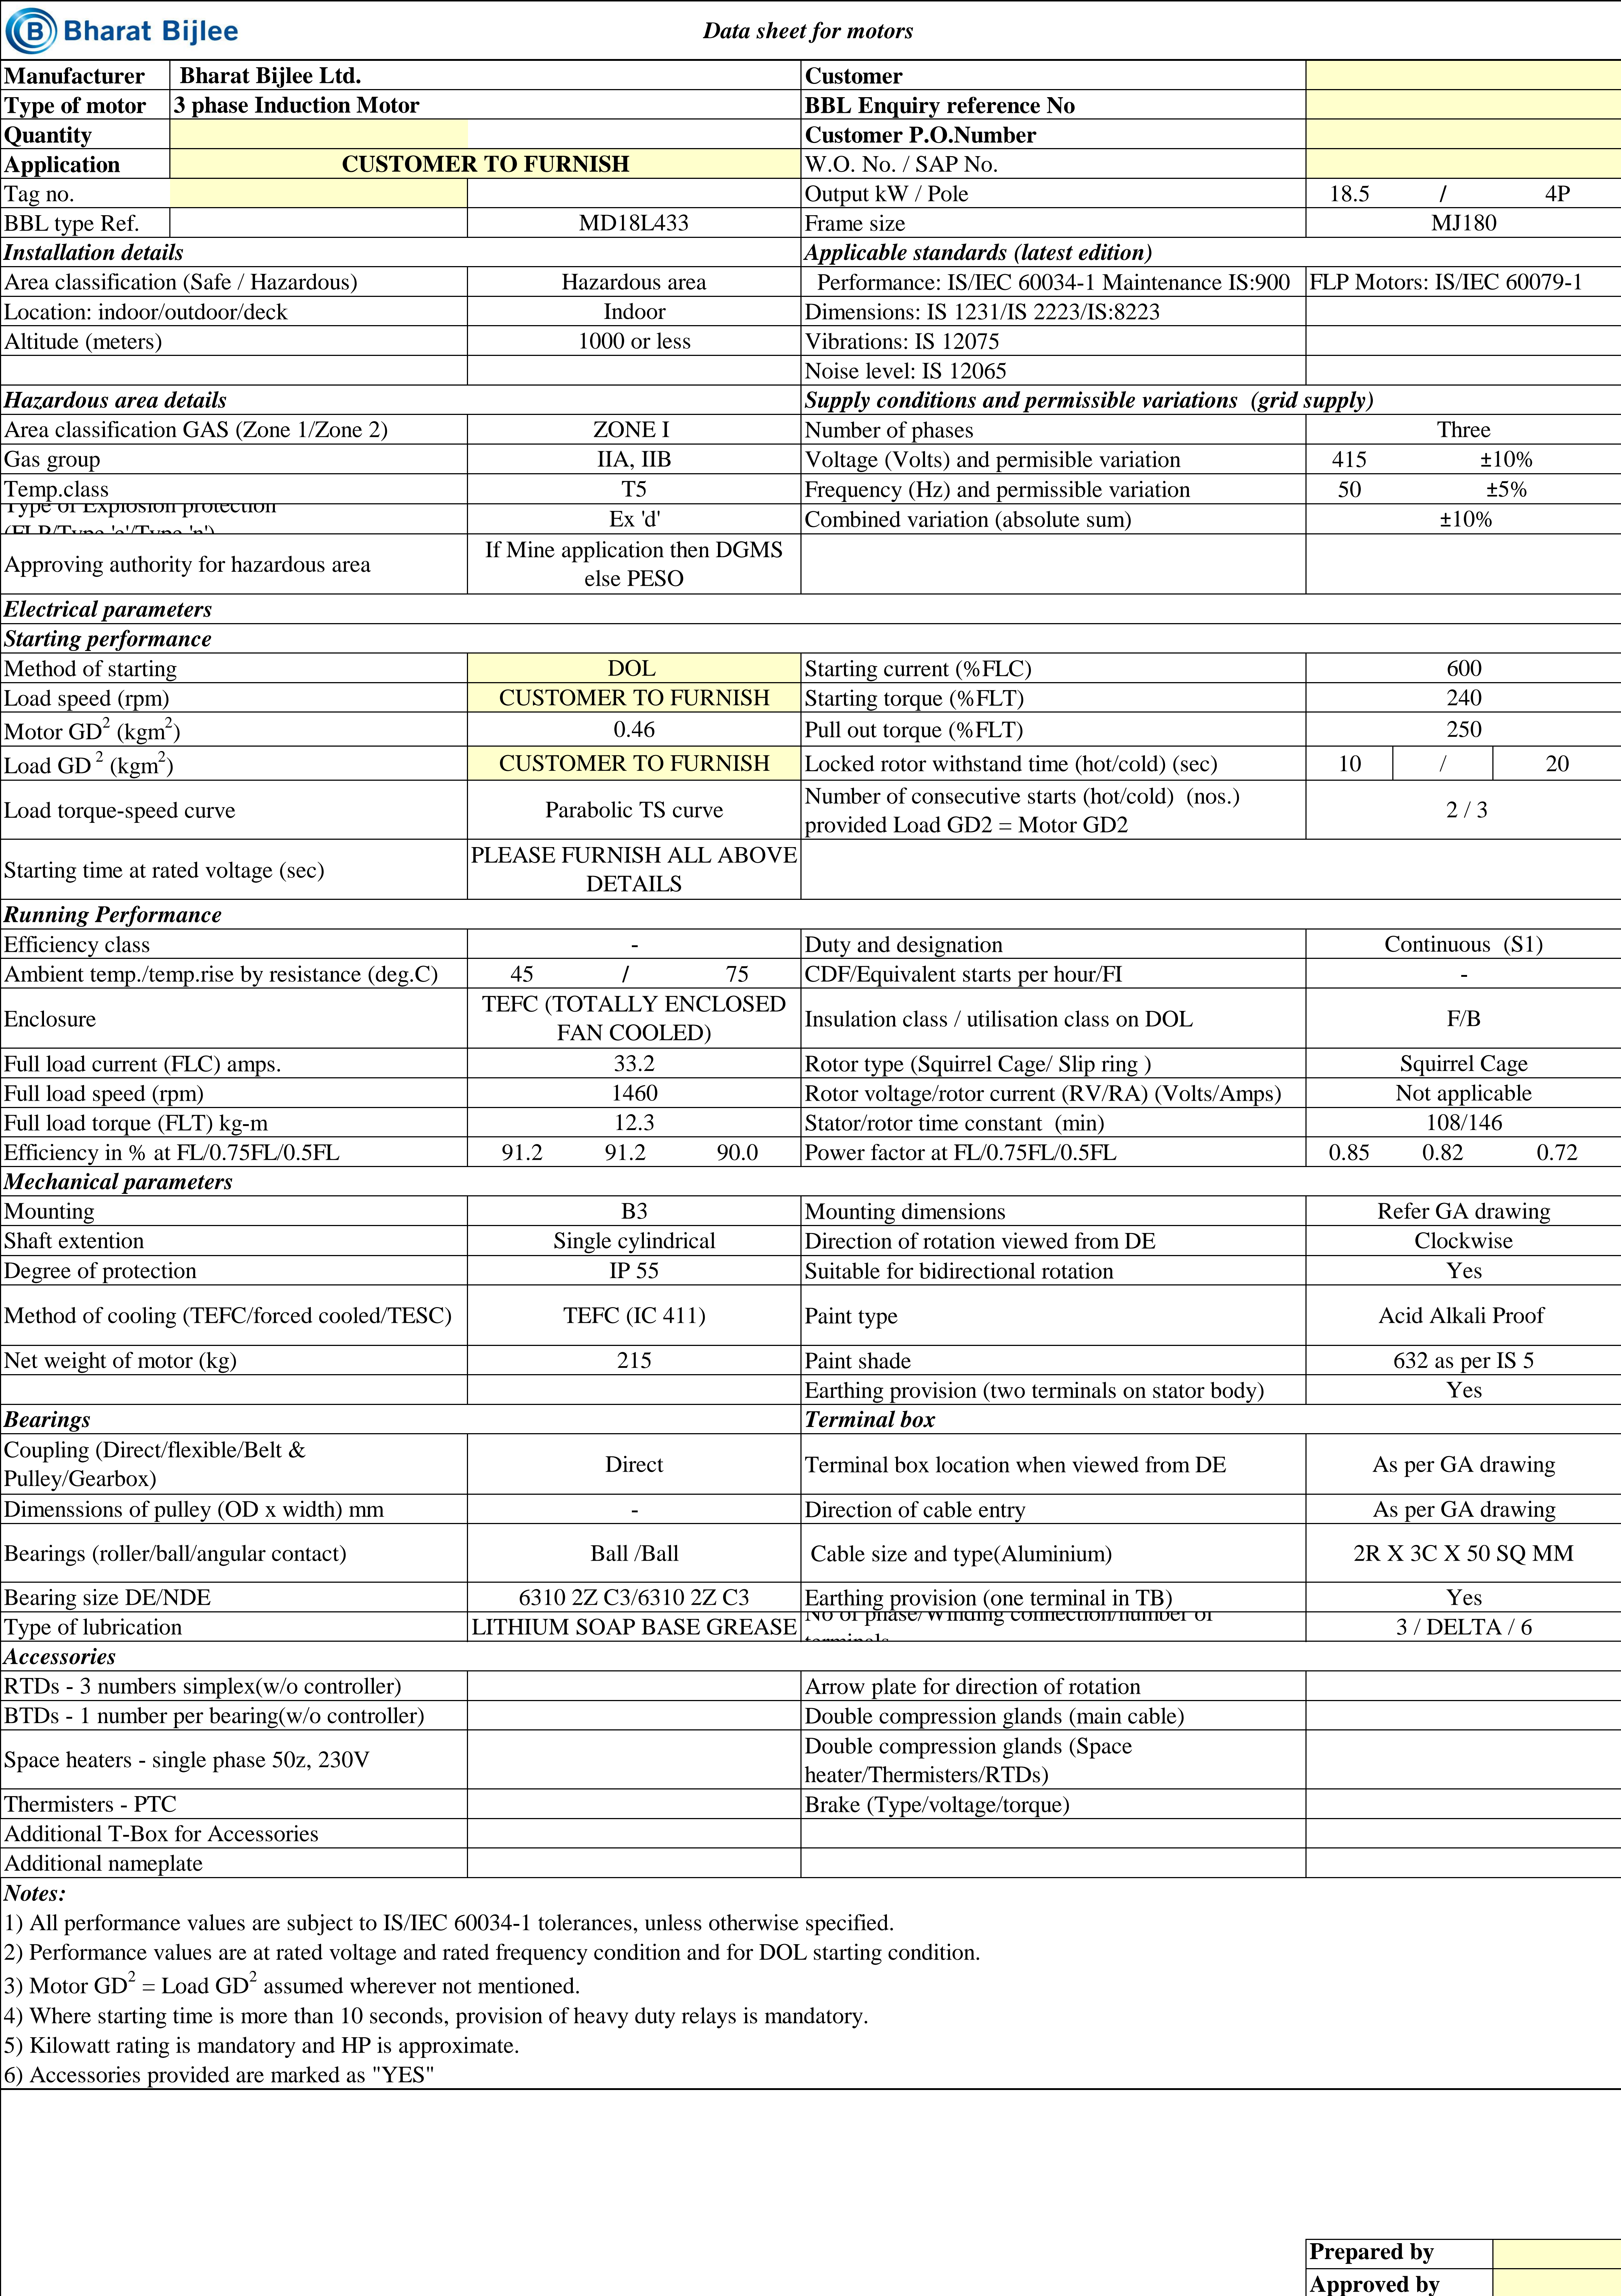 B Bharat Bijlee
Data sheet for motors
Manufacturer Bharat Bijlee Ltd. Customer
Type of motor 3 phase Induction Motor BBL Enquiry reference No
Quantity Customer P.O.Number
Application CUSTOMER TO FURNISH W.O. No. / SAP No.
Tag no. Output kW / Pole 18.5 / 4P
BBL type Ref. MD18L433 Frame size MJ180
Installation details Applicable standards (latest edition)
Area classification (Safe / Hazardous) Hazardous area Performance: IS/IEC 60034-1 Maintenance IS:900 FLP Motors: IS/IEC 60079-1
Location: indoor/outdoor/deck Indoor Dimensions: IS 1231/IS 2223/IS:8223
Altitude (meters) 1000 or less Vibrations: IS 12075
Noise level: IS 12065
Hazardous area details Supply conditions and permissible variations (grid supply)
Area classification GAS (Zone 1/Zone 2) ZONE I Number of phases Three
Gas group IIA, IIB Voltage (Volts) and permisible variation 415 ±10%
Temp.class T5 Frequency (Hz) and permissible variation 50 ±5%
Type of Explosion protection
(FLP/Type 'e'/Type 'n') Ex 'd' Combined variation (absolute sum) ±10%
Approving authority for hazardous area If Mine application then DGMS
else PESO
Electrical parameters
Starting performance
Method of starting DOL Starting current (%FLC) 600
Load speed (rpm) CUSTOMER TO FURNISH Starting torque (%FLT) 240
Motor GD² (kgm²) 0.46 Pull out torque (%FLT) 250
Load GD ² (kgm²) CUSTOMER TO FURNISH Locked rotor withstand time (hot/cold) (sec) 10 / 20
Load torque-speed curve Parabolic TS curve Number of consecutive starts (hot/cold) (nos.)
provided Load GD2 = Motor GD2 2 / 3
Starting time at rated voltage (sec) PLEASE FURNISH ALL ABOVE
DETAILS
Running Performance
Efficiency class - Duty and designation Continuous (S1)
Ambient temp./temp.rise by resistance (deg.C) 45 / 75 CDF/Equivalent starts per hour/FI -
Enclosure TEFC (TOTALLY ENCLOSED
FAN COOLED) Insulation class / utilisation class on DOL F/B
Full load current (FLC) amps. 33.2 Rotor type (Squirrel Cage/ Slip ring ) Squirrel Cage
Full load speed (rpm) 1460 Rotor voltage/rotor current (RV/RA) (Volts/Amps) Not applicable
Full load torque (FLT) kg-m 12.3 Stator/rotor time constant (min) 108/146
Efficiency in % at FL/0.75FL/0.5FL 91.2 91.2 90.0 Power factor at FL/0.75FL/0.5FL 0.85 0.82 0.72
Mechanical parameters
Mounting B3 Mounting dimensions Refer GA drawing
Shaft extention Single cylindrical Direction of rotation viewed from DE Clockwise
Degree of protection IP 55 Suitable for bidirectional rotation Yes
Method of cooling (TEFC/forced cooled/TESC) TEFC (IC 411) Paint type Acid Alkali Proof
Net weight of motor (kg) 215 Paint shade 632 as per IS 5
Earthing provision (two terminals on stator body) Yes
Bearings Terminal box
Coupling (Direct/flexible/Belt &
Pulley/Gearbox) Direct Terminal box location when viewed from DE As per GA drawing
Dimenssions of pulley (OD x width) mm - Direction of cable entry As per GA drawing
Bearings (roller/ball/angular contact) Ball /Ball Cable size and type(Aluminium) 2R X 3C X 50 SQ MM
Bearing size DE/NDE 6310 2Z C3/6310 2Z C3 Earthing provision (one terminal in TB) Yes
Type of lubrication LITHIUM SOAP BASE GREASE No of phase/Winding connection/number of
terminals 3 / DELTA / 6
Accessories
RTDs - 3 numbers simplex(w/o controller) Arrow plate for direction of rotation
BTDs - 1 number per bearing(w/o controller) Double compression glands (main cable)
Space heaters - single phase 50z, 230V Double compression glands (Space
heater/Thermisters/RTDs)
Thermisters - PTC Brake (Type/voltage/torque)
Additional T-Box for Accessories
Additional nameplate
Notes:
1) All performance values are subject to IS/IEC 60034-1 tolerances, unless otherwise specified.
2) Performance values are at rated voltage and rated frequency condition and for DOL starting condition.
3) Motor GD² = Load GD² assumed wherever not mentioned.
4) Where starting time is more than 10 seconds, provision of heavy duty relays is mandatory.
5) Kilowatt rating is mandatory and HP is approximate.
6) Accessories provided are marked as "YES"
Prepared by
Approved by